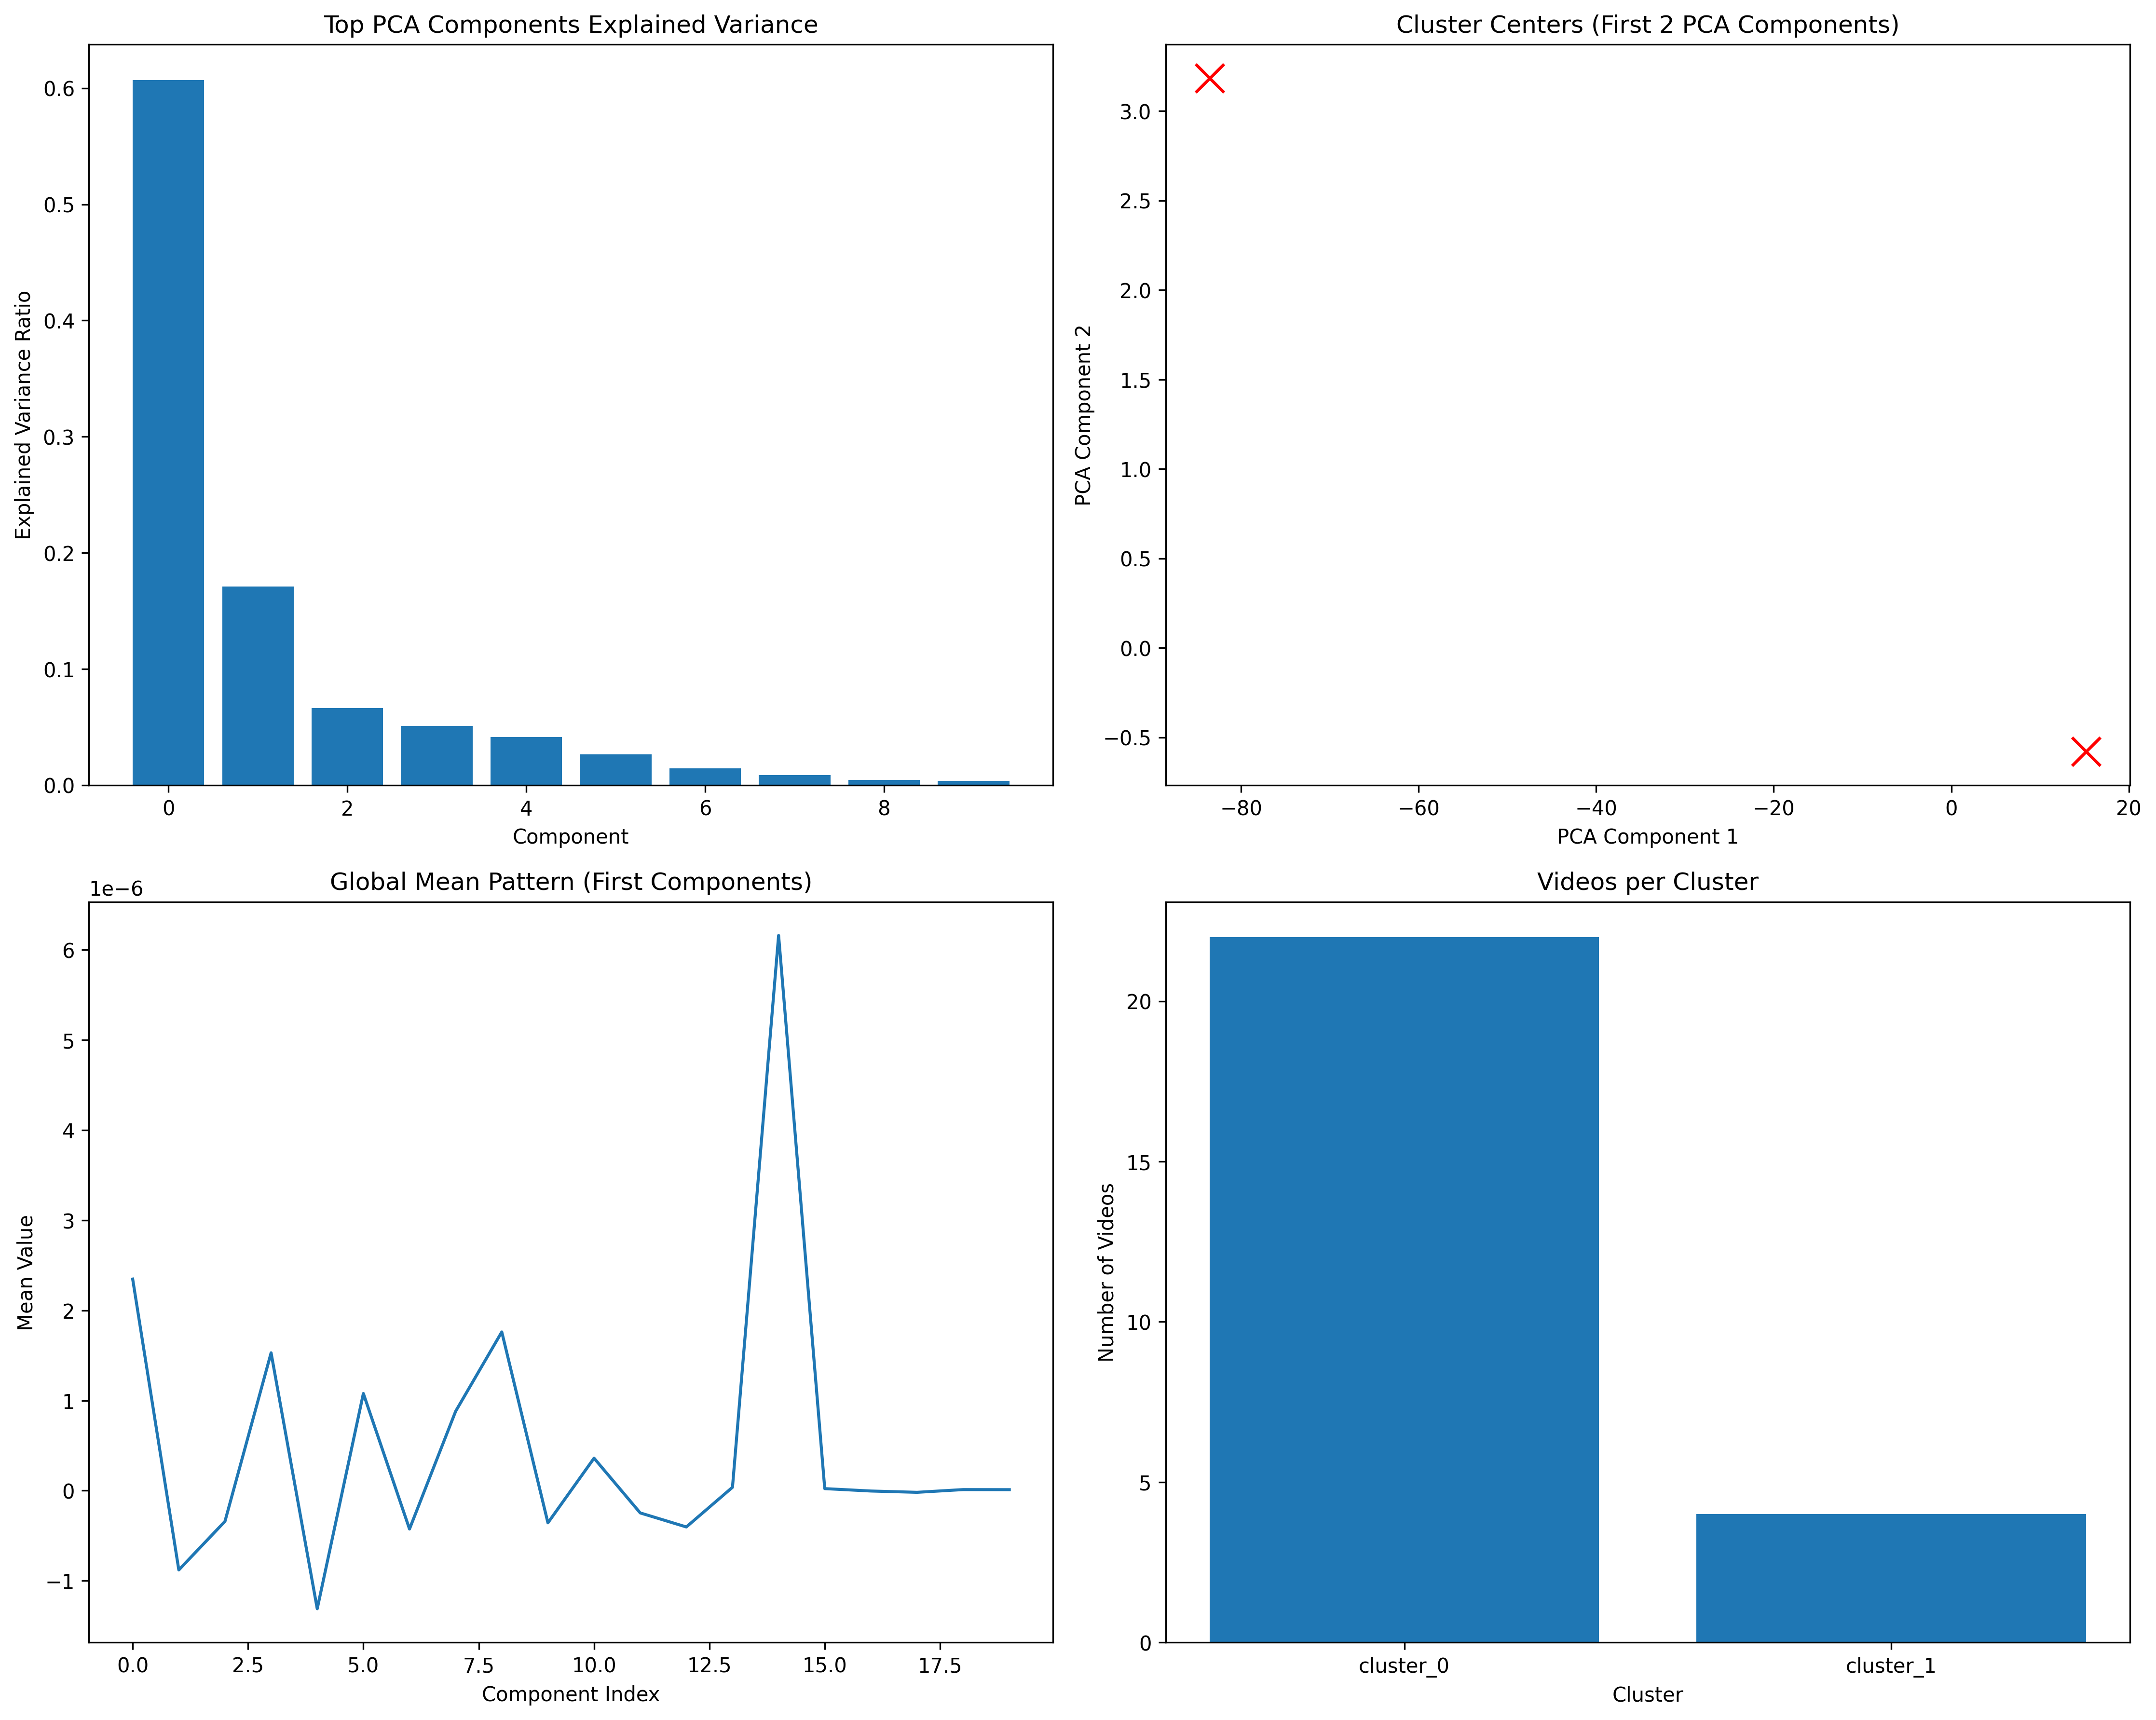 Top PCA Components Explained Variance
0.6
0.5
0.4
0.3
0.2
0.1
0.0
Explained Variance Ratio
0 2 4 6 8
Component
Cluster Centers (First 2 PCA Components)
3.0
2.5
2.0
1.5
1.0
0.5
0.0
−0.5
PCA Component 2
−80 −60 −40 −20 0 20
PCA Component 1
Global Mean Pattern (First Components)
1e−6
6
5
4
3
2
1
0
−1
Mean Value
0.0 2.5 5.0 7.5 10.0 12.5 15.0 17.5
Component Index
Videos per Cluster
20
15
10
5
0
Number of Videos
cluster_0 cluster_1
Cluster